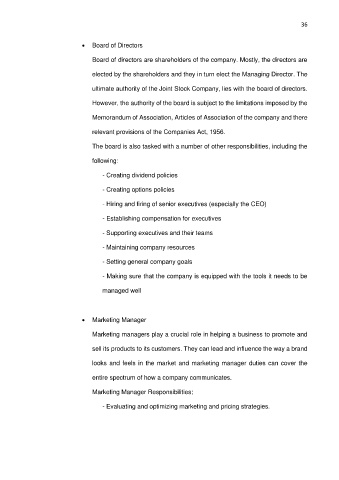 36
• Board of Directors
Board of directors are shareholders of the company. Mostly, the directors are
elected by the shareholders and they in turn elect the Managing Director. The
ultimate authority of the Joint Stock Company, lies with the board of directors.
However, the authority of the board is subject to the limitations imposed by the
Memorandum of Association, Articles of Association of the company and there
relevant provisions of the Companies Act, 1956.
The board is also tasked with a number of other responsibilities, including the
following:
- Creating dividend policies
- Creating options policies
- Hiring and firing of senior executives (especially the CEO)
- Establishing compensation for executives
- Supporting executives and their teams
- Maintaining company resources
- Setting general company goals
- Making sure that the company is equipped with the tools it needs to be
managed well
• Marketing Manager
Marketing managers play a crucial role in helping a business to promote and
sell its products to its customers. They can lead and influence the way a brand
looks and feels in the market and marketing manager duties can cover the
entire spectrum of how a company communicates.
Marketing Manager Responsibilities:
- Evaluating and optimizing marketing and pricing strategies.